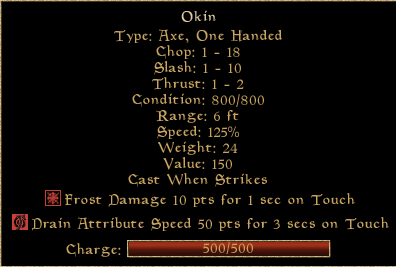 Okin
Type: Axe, One Handed
Chop: 1 - 18
Slash: 1 - 10
Thrust: 1 - 2
Condition: 800/800
Range: 6 ft
Speed: 125%
Weight: 24
Value: 150
Cast When Strikes
Frost Damage 10 pts for 1 sec on Touch
Drain Attribute Speed 50 pts for 3 secs on Touch
Charge: 500/500